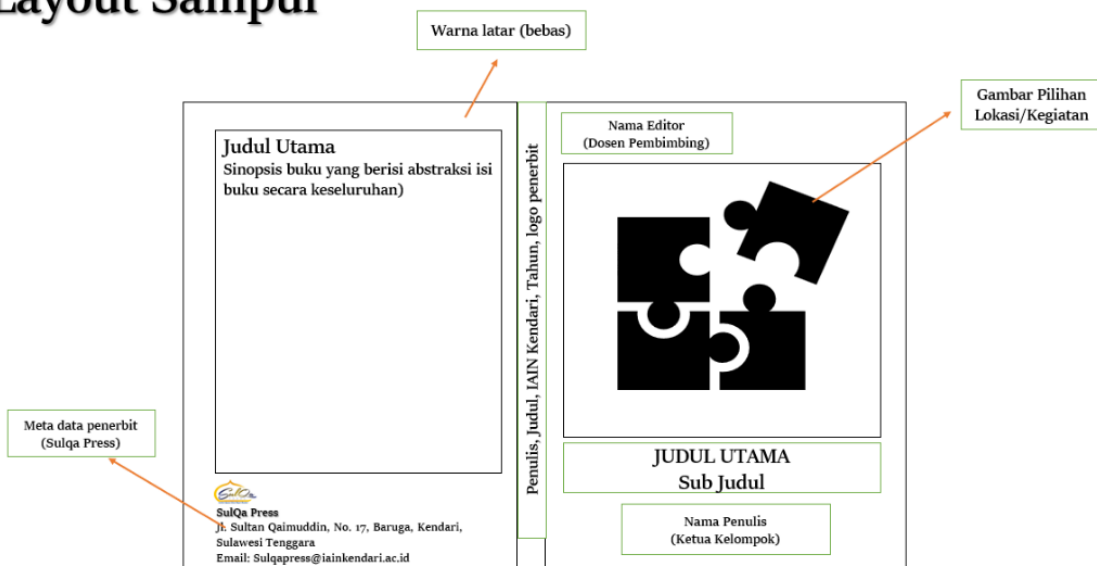 Layout Sampul
Warna latar (bebas)
Gambar Pilihan
Lokasi/Kegiatan
Judul Utama
Sinopsis buku yang berisi abstraksi isi
buku secara keseluruhan)
Penulis, Judul, IAIN Kendari, Tahun, logo penerbit
Nama Editor
(Dosen Pembimbing)
JUDUL UTAMA
Sub Judul
Nama Penulis
(Ketua Kelompok)
Meta data penerbit
(Sulqa Press)
SulQa
SulQa Press
Jl. Sultan Qaimuddin, No. 17, Baruga, Kendari,
Sulawesi Tenggara
Email: Sulqapress@iainkendari.ac.id